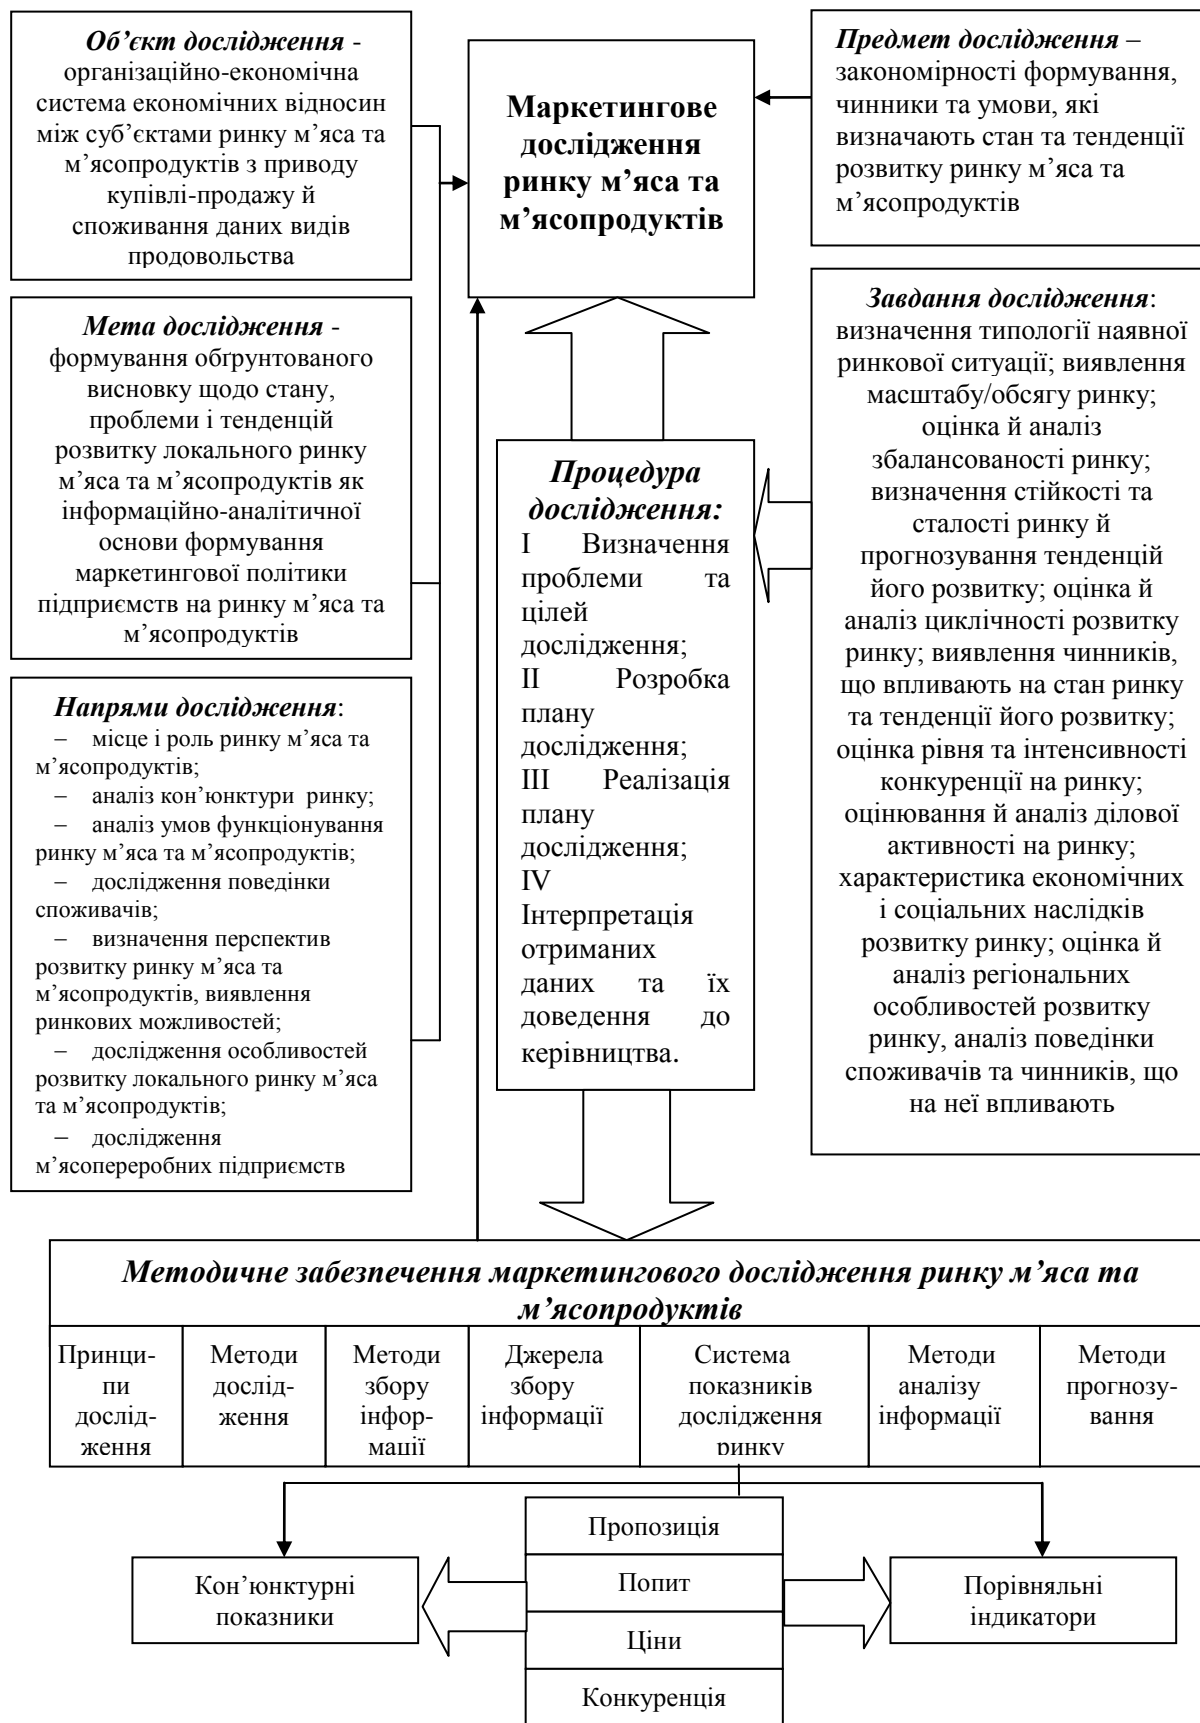 Об’єкт дослідження -
організаційно-економічна
система економічних відносин
між суб’єктами ринку м’яса та
м’ясопродуктів з приводу
купівлі-продажу й
споживання даних видів
продовольства
Маркетингове
дослідження
ринку м’яса та
м’ясопродуктів
Предмет дослідження –
закономірності формування,
чинники та умови, які
визначають стан та тенденції
розвитку ринку м’яса та
м’ясопродуктів
Мета дослідження -
формування обґрунтованого
висновку щодо стану,
проблеми і тенденцій
розвитку локального ринку
м’яса та м’ясопродуктів як
інформаційно-аналітичної
основи формування
маркетингової політики
підприємств на ринку м’яса та
м’ясопродуктів
Напрями дослідження:
– місце і роль ринку м’яса та
м’ясопродуктів;
– аналіз кон’юнктури ринку;
– аналіз умов функціонування
ринку м’яса та м’ясопродуктів;
– дослідження поведінки
споживачів;
– визначення перспектив
розвитку ринку м’яса та
м’ясопродуктів, виявлення
ринкових можливостей;
– дослідження особливостей
розвитку локального ринку м’яса
та м’ясопродуктів;
– дослідження
м’ясопереробних підприємств
Процедура
дослідження:
І Визначення
проблеми та
цілей
дослідження;
ІІ Розробка
плану
дослідження;
ІІІ Реалізація
плану
дослідження;
IV
Інтерпретація
отриманих
даних та їх
доведення до
керівництва.
Завдання дослідження:
визначення типології наявної
ринкової ситуації; виявлення
масштабу/обсягу ринку;
оцінка й аналіз
збалансованості ринку;
визначення стійкості та
сталості ринку й
прогнозування тенденцій
його розвитку; оцінка й
аналіз циклічності розвитку
ринку; виявлення чинників,
що впливають на стан ринку
та тенденції його розвитку;
оцінка рівня та інтенсивності
конкуренції на ринку;
оцінювання й аналіз ділової
активності на ринку;
характеристика економічних
і соціальних наслідків
розвитку ринку; оцінка й
аналіз регіональних
особливостей розвитку
ринку, аналіз поведінки
споживачів та чинників, що
на неї впливають
Методичне забезпечення маркетингового дослідження ринку м’яса та
м’ясопродуктів
Принци-
пи
дослід-
ження
Методи
дослід-
ження
Методи
збору
інфор-
мації
Джерела
збору
інформації
Система
показників
дослідження
ринку
Методи
аналізу
інформації
Методи
прогнозу-
вання
Пропозиція
Попит
Ціни
Конкуренція
Кон’юнктурні
показники
Порівняльні
індикатори